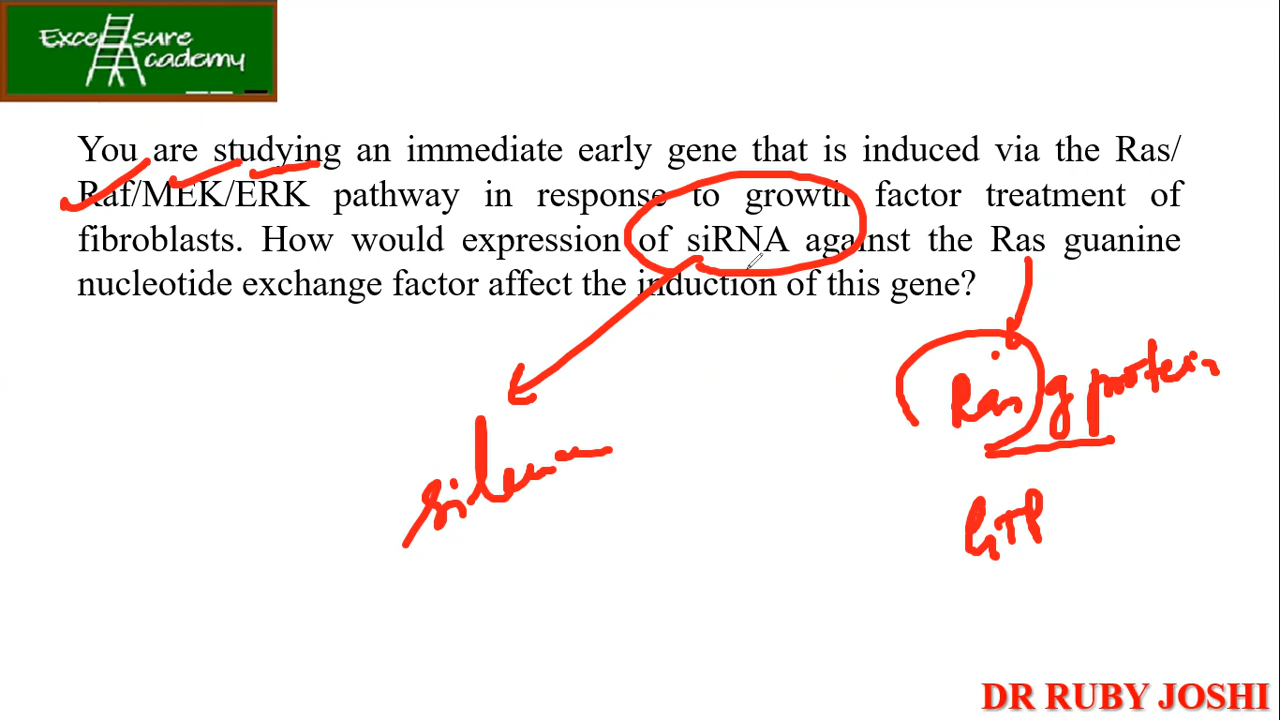 Excel sure
Academy
You are studying an immediate early gene that is induced via the Ras/
Raf/MEK/ERK pathway in response to growth factor treatment of
fibroblasts. How would expression of siRNA against the Ras guanine
nucleotide exchange factor affect the induction of this gene?
Ras g protein
GTP
DR RUBY JOSHI